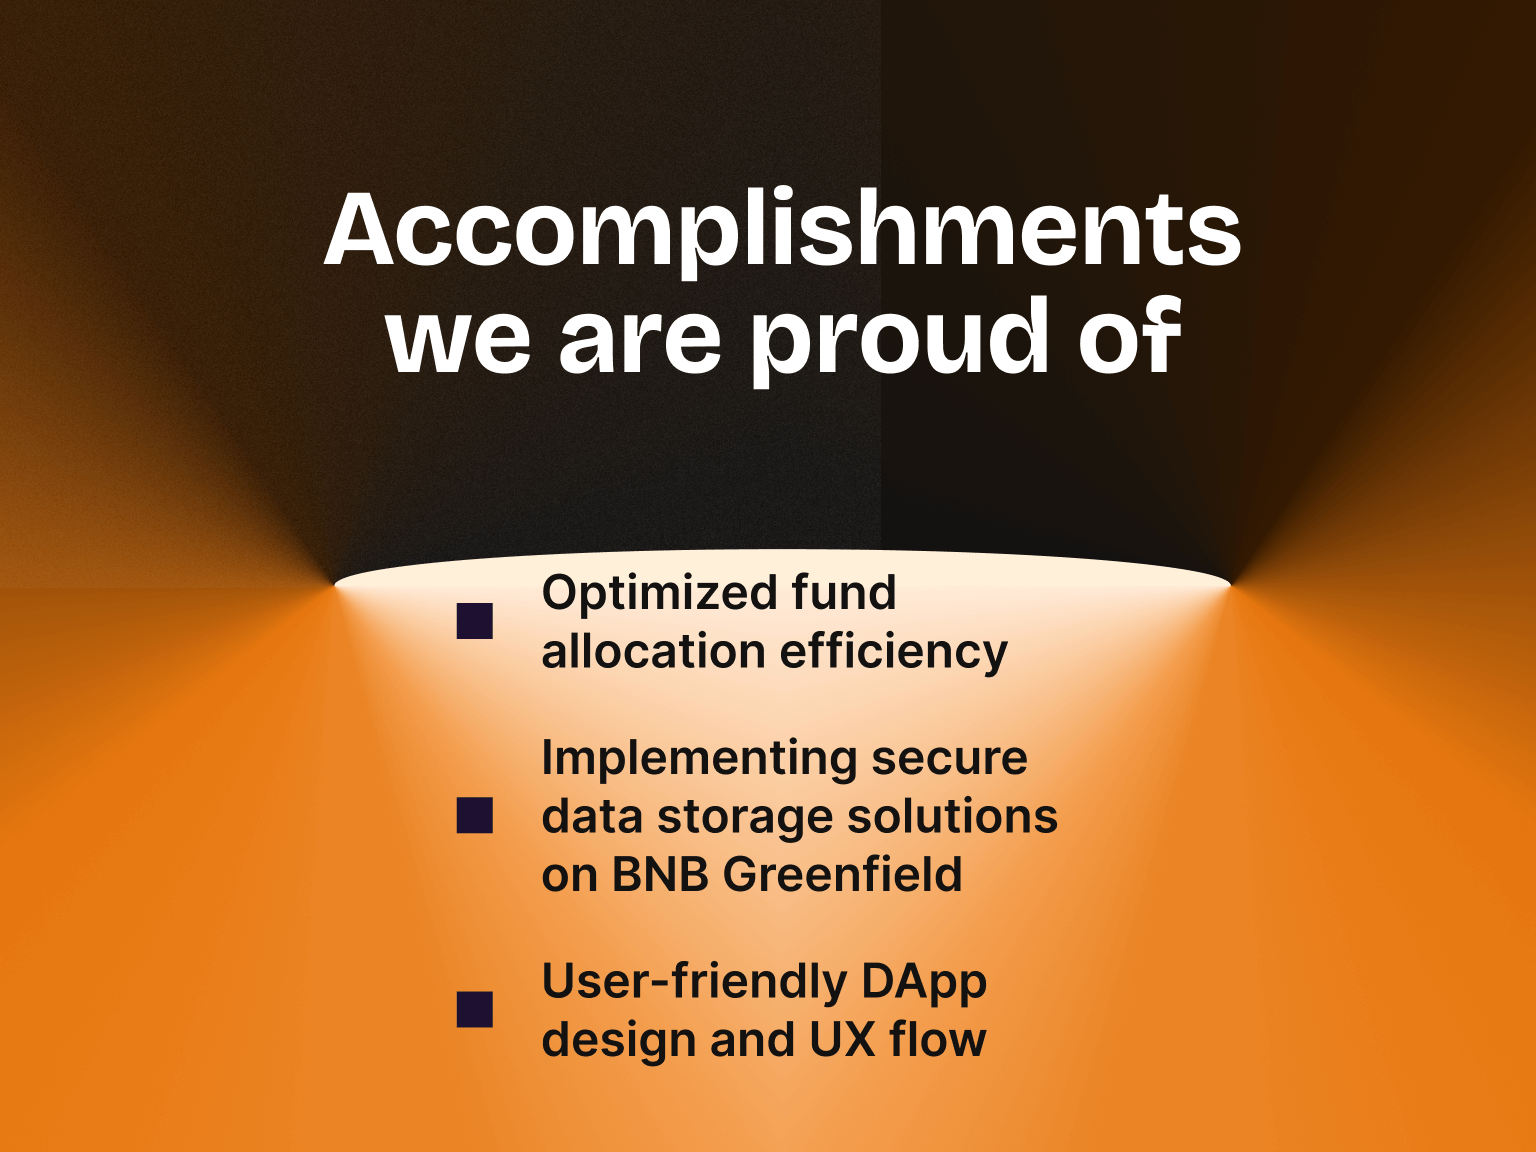 Accomplishments
we are proud of
Optimized fund
allocation efficiency
Implementing secure
data storage solutions
on BNB Greenfield
User-friendly DApp
design and UX flow